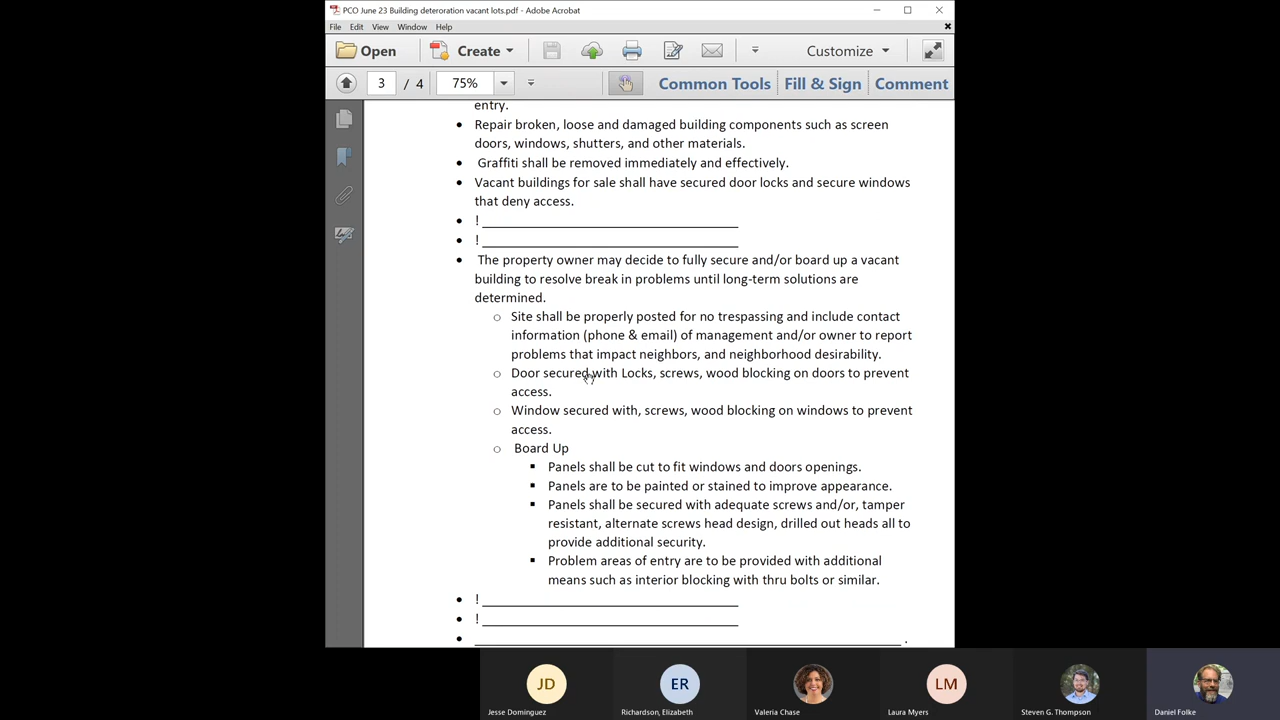 PCO June 23 Building deteroration vacant lots.pdf - Adobe Acrobat
File Edit View Window Help
Open Create Customize
3 / 4 75% Common Tools Fill & Sign Comment
entry.
• Repair broken, loose and damaged building components such as screen
doors, windows, shutters, and other materials.
• Graffiti shall be removed immediately and effectively.
• Vacant buildings for sale shall have secured door locks and secure windows
that deny access.
• ! ______________________________
• ! ______________________________
• The property owner may decide to fully secure and/or board up a vacant
building to resolve break in problems until long-term solutions are
determined.
o Site shall be properly posted for no trespassing and include contact
information (phone & email) of management and/or owner to report
problems that impact neighbors, and neighborhood desirability.
o Door secured with Locks, screws, wood blocking on doors to prevent
access.
o Window secured with, screws, wood blocking on windows to prevent
access.
o Board Up
▪ Panels shall be cut to fit windows and doors openings.
▪ Panels are to be painted or stained to improve appearance.
▪ Panels shall be secured with adequate screws and/or, tamper
resistant, alternate screws head design, drilled out heads all to
provide additional security.
▪ Problem areas of entry are to be provided with additional
means such as interior blocking with thru bolts or similar.
• ! ______________________________
• ! ______________________________
• __________________________________________________ .
JD ER LM
Jesse Dominguez Richardson, Elizabeth Valeria Chase Laura Myers Steven G. Thompson Daniel Folke